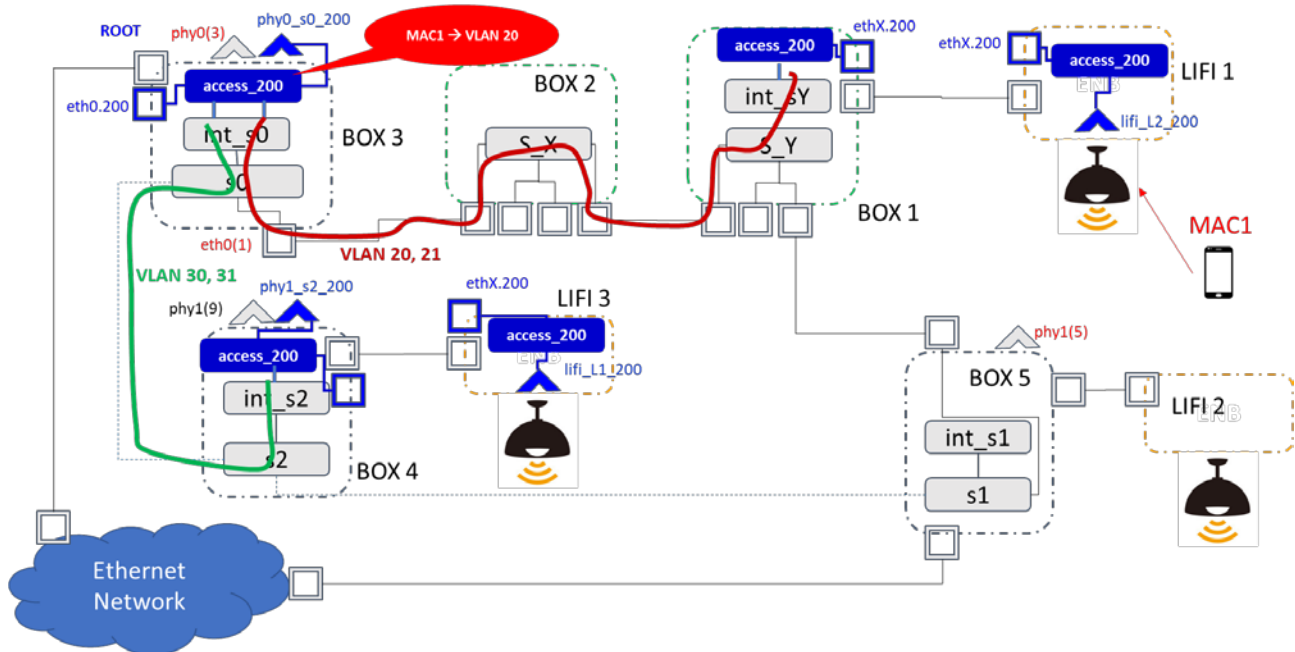 ROOT
phy0(3)
phy0_s0_200
MAC1 → VLAN 20
access_200
eth0.200
int_s0
BOX 3
s0
eth0(1)
VLAN 20, 21
VLAN 30, 31
BOX 2
S_X
access_200
ethX.200
int_sY
S_Y
BOX 1
ethX.200
access_200
ENB
LIFI 1
lifi_L2_200
MAC1
phy1(9)
phy1_s2_200
access_200
int_s2
s2
BOX 4
ethX.200
LIFI 3
access_200
ENB
lifi_L1_200
phy1(5)
BOX 5
int_s1
s1
LIFI 2
ENB
Ethernet
Network